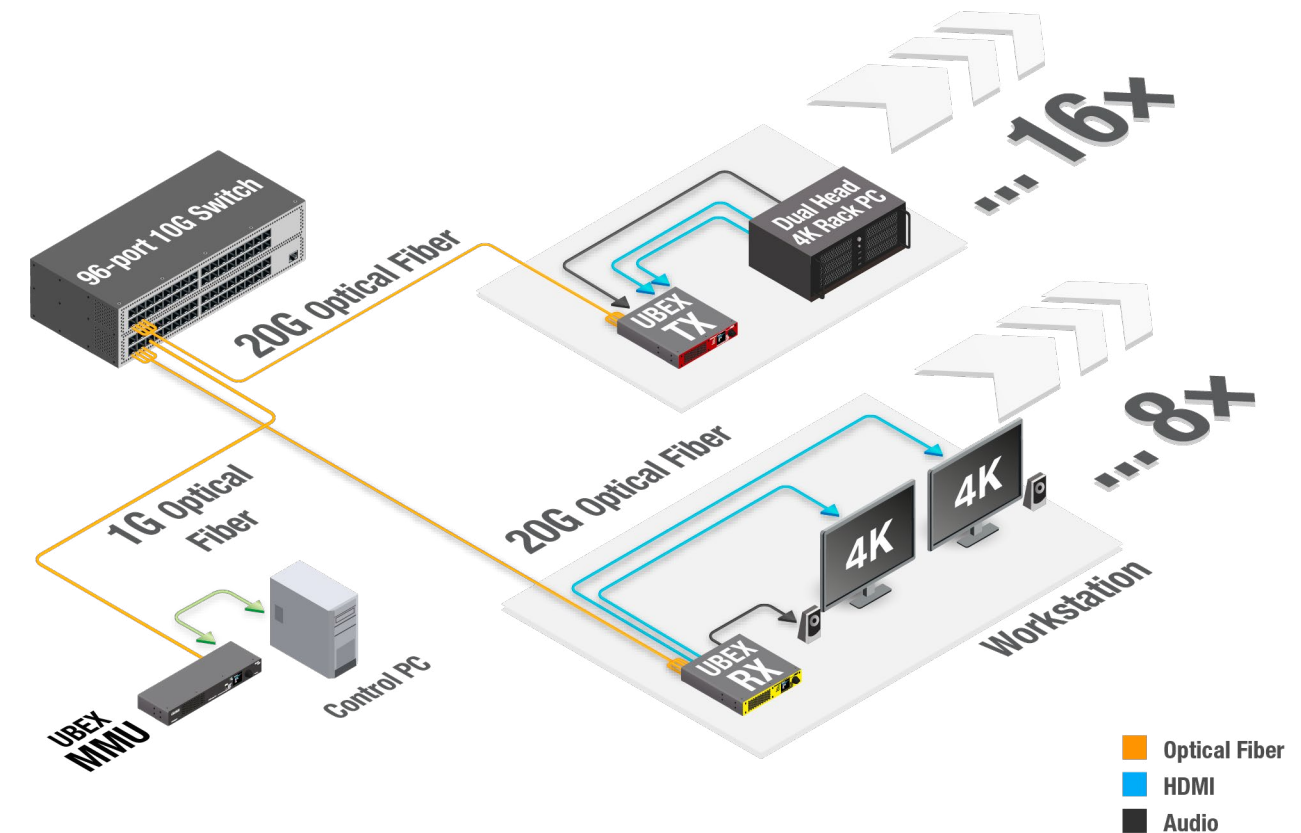 96-port 10G Switch
20G Optical Fiber
Dual Head
4K Rack PC
UBEX
TX
... 16x
1G Optical
Fiber
20G Optical Fiber
4K
4K
... 8x
UBEX
RX
Workstation
Control PC
UBEX
MMU
Optical Fiber
HDMI
Audio